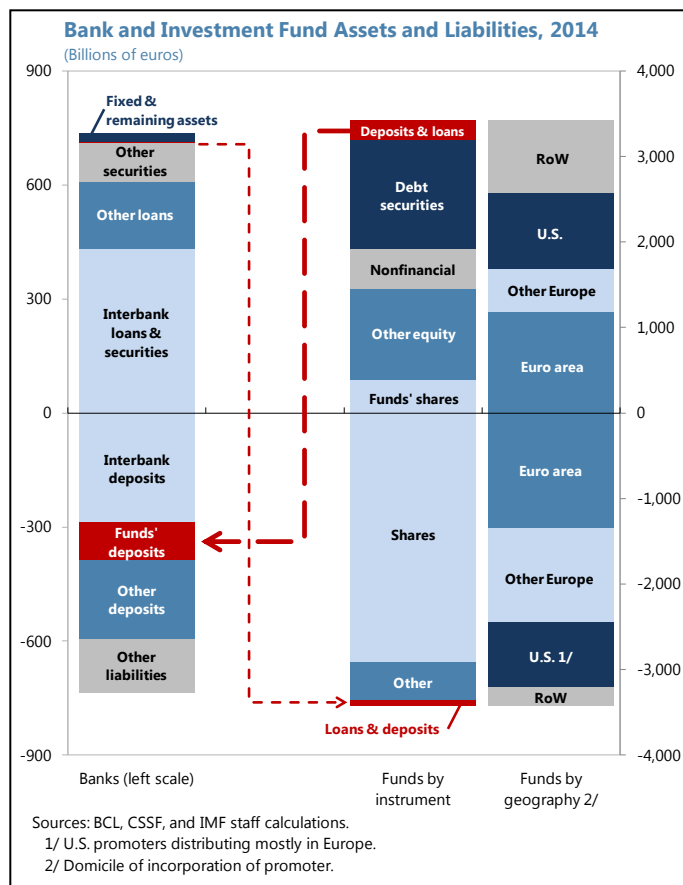 Bank and Investment Fund Assets and Liabilities, 2014
(Billions of euros)
900
600
300
0
-300
-600
-900
4,000
3,000
2,000
1,000
0
-1,000
-2,000
-3,000
-4,000
Fixed &
remaining assets
Other
securities
Other loans
Interbank
loans &
securities
Interbank
deposits
Funds'
deposits
Other
deposits
Other
liabilities
Deposits & loans
Debt
securities
Nonfinancial
Other equity
Funds' shares
Shares
Other
Loans & deposits
RoW
U.S.
Other Europe
Euro area
Euro area
Other Europe
U.S. 1/
RoW
Banks (left scale)
Funds by
instrument
Funds by
geography 2/
Sources: BCL, CSSF, and IMF staff calculations.
1/ U.S. promoters distributing mostly in Europe.
2/ Domicile of incorporation of promoter.